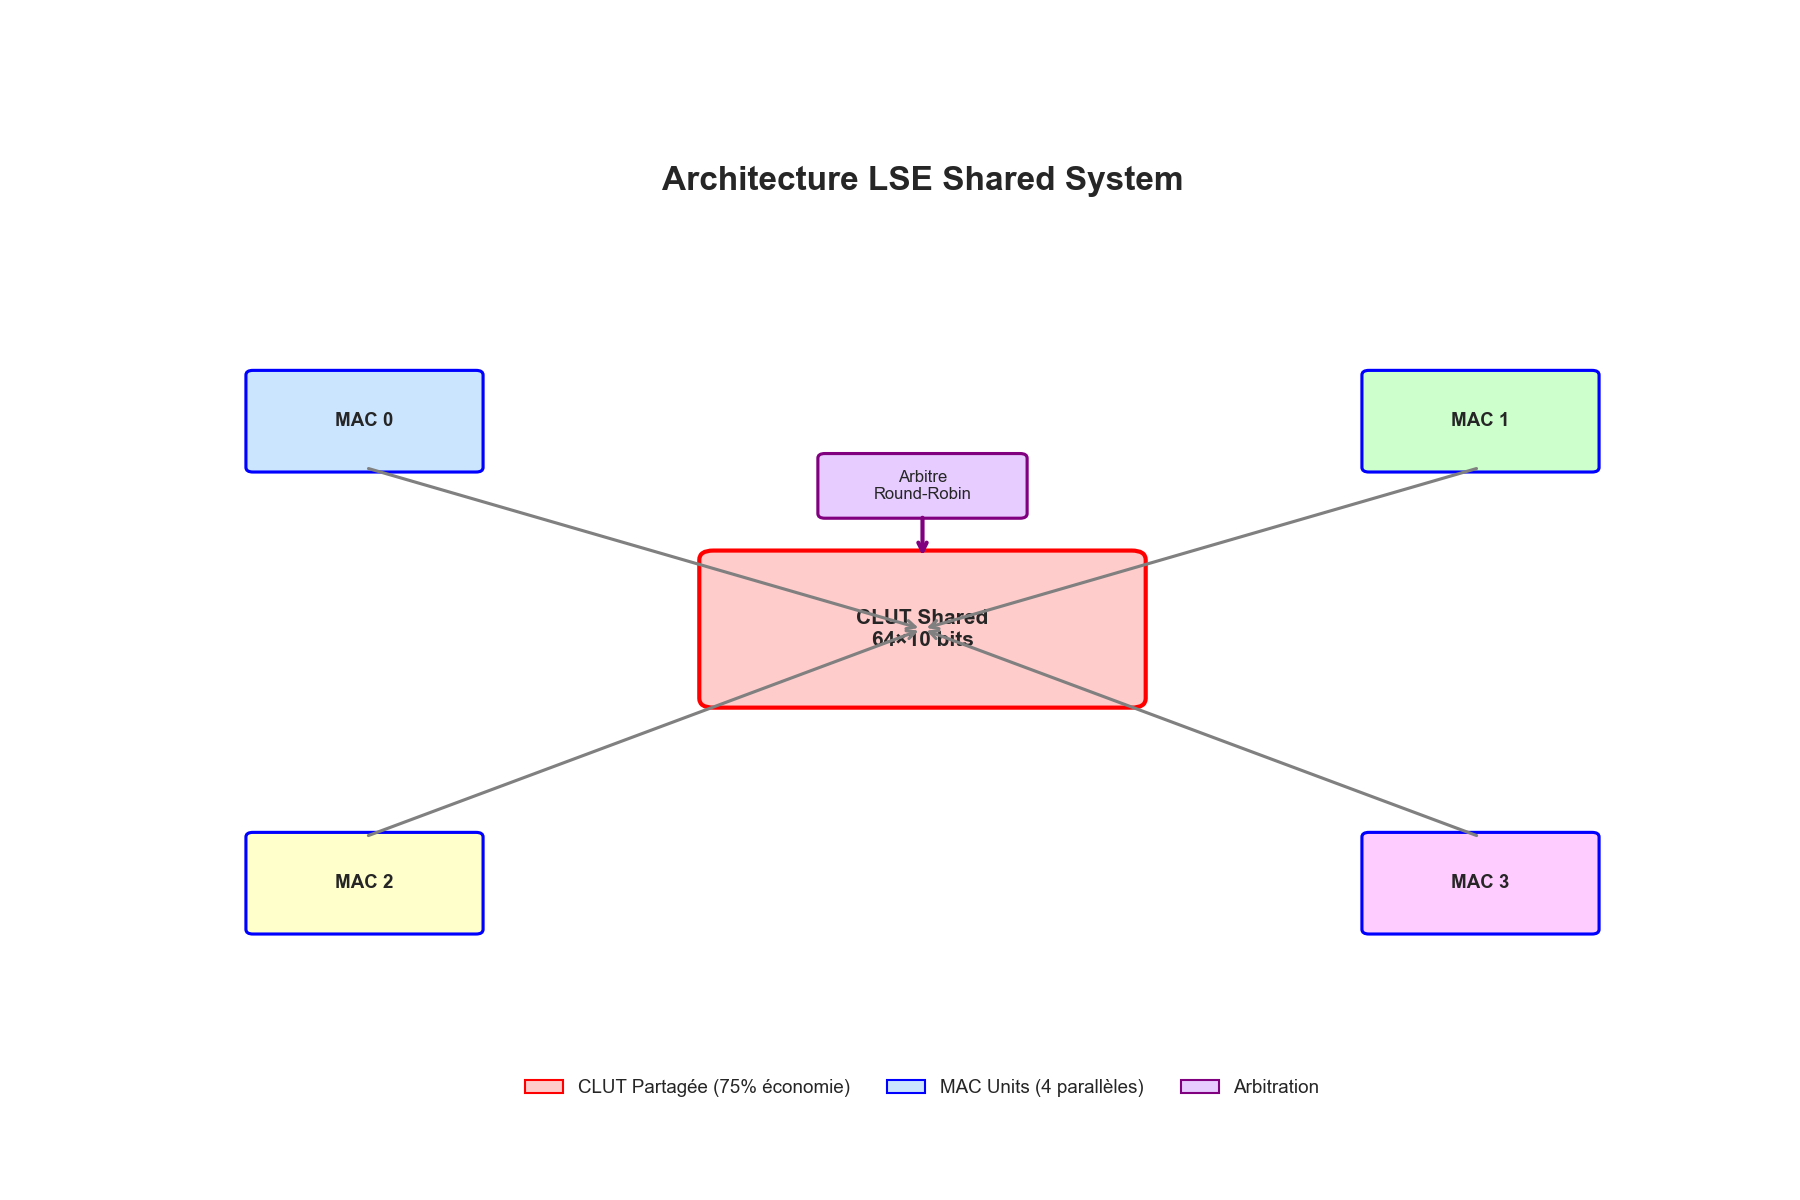 Architecture LSE Shared System
MAC 0
MAC 1
Arbitre
Round-Robin
CLUT Shared
64×10 bits
MAC 2
MAC 3
CLUT Partagée (75% économie)
MAC Units (4 parallèles)
Arbitration